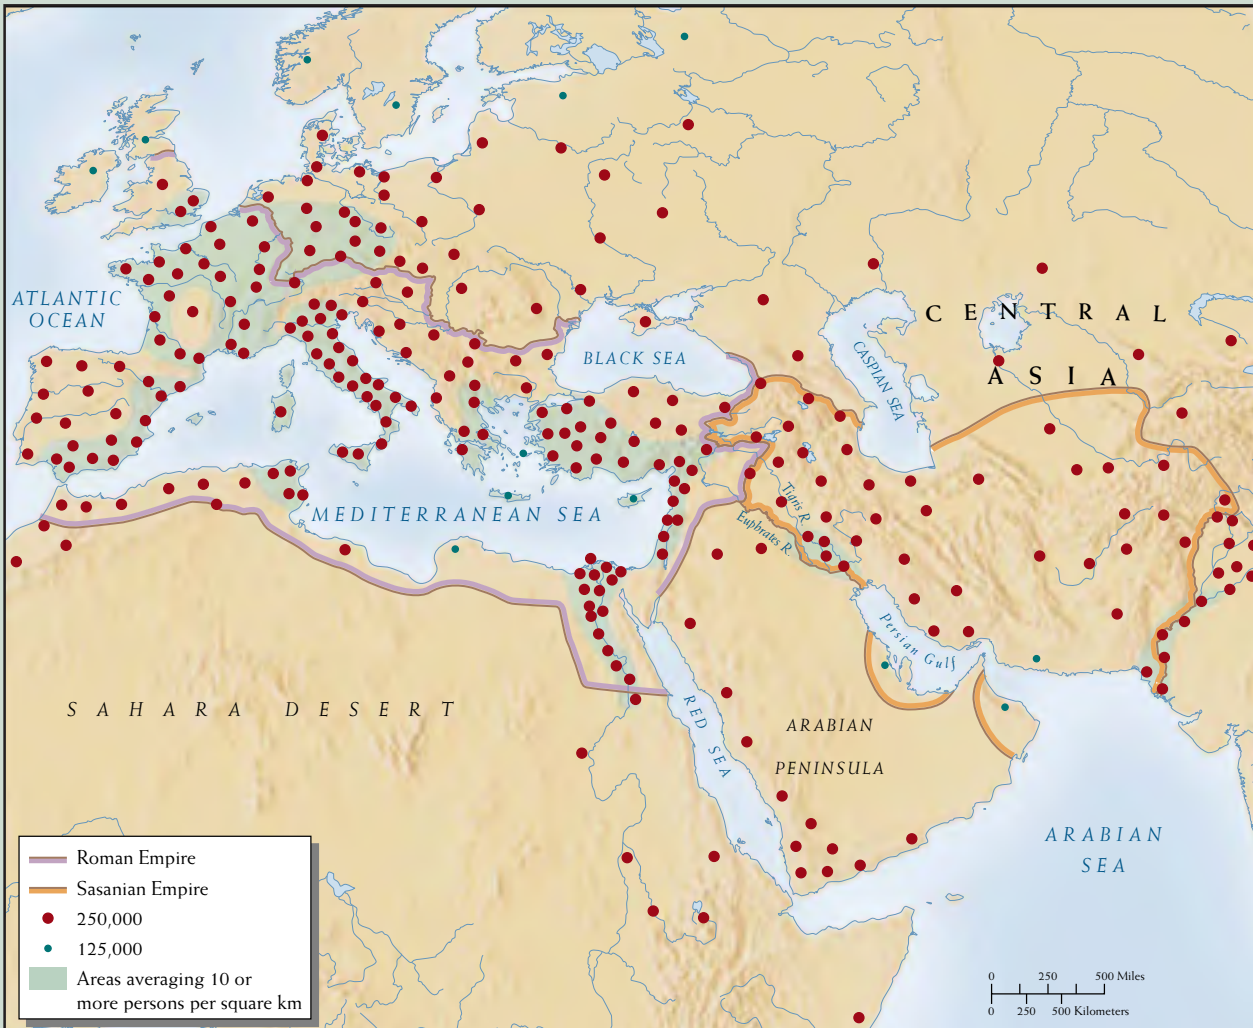 ATLANTIC
OCEAN
BLACK SEA
CASPIAN SEA
CENTRAL
ASIA
MEDITERRANEAN SEA
Tigris R.
Euphrates R.
Persian Gulf
SAHARA DESERT
RED SEA
ARABIAN
PENINSULA
ARABIAN
SEA
Roman Empire
Sasanian Empire
250,000
125,000
Areas averaging 10 or
more persons per square km
0 250 500 Miles
0 250 500 Kilometers